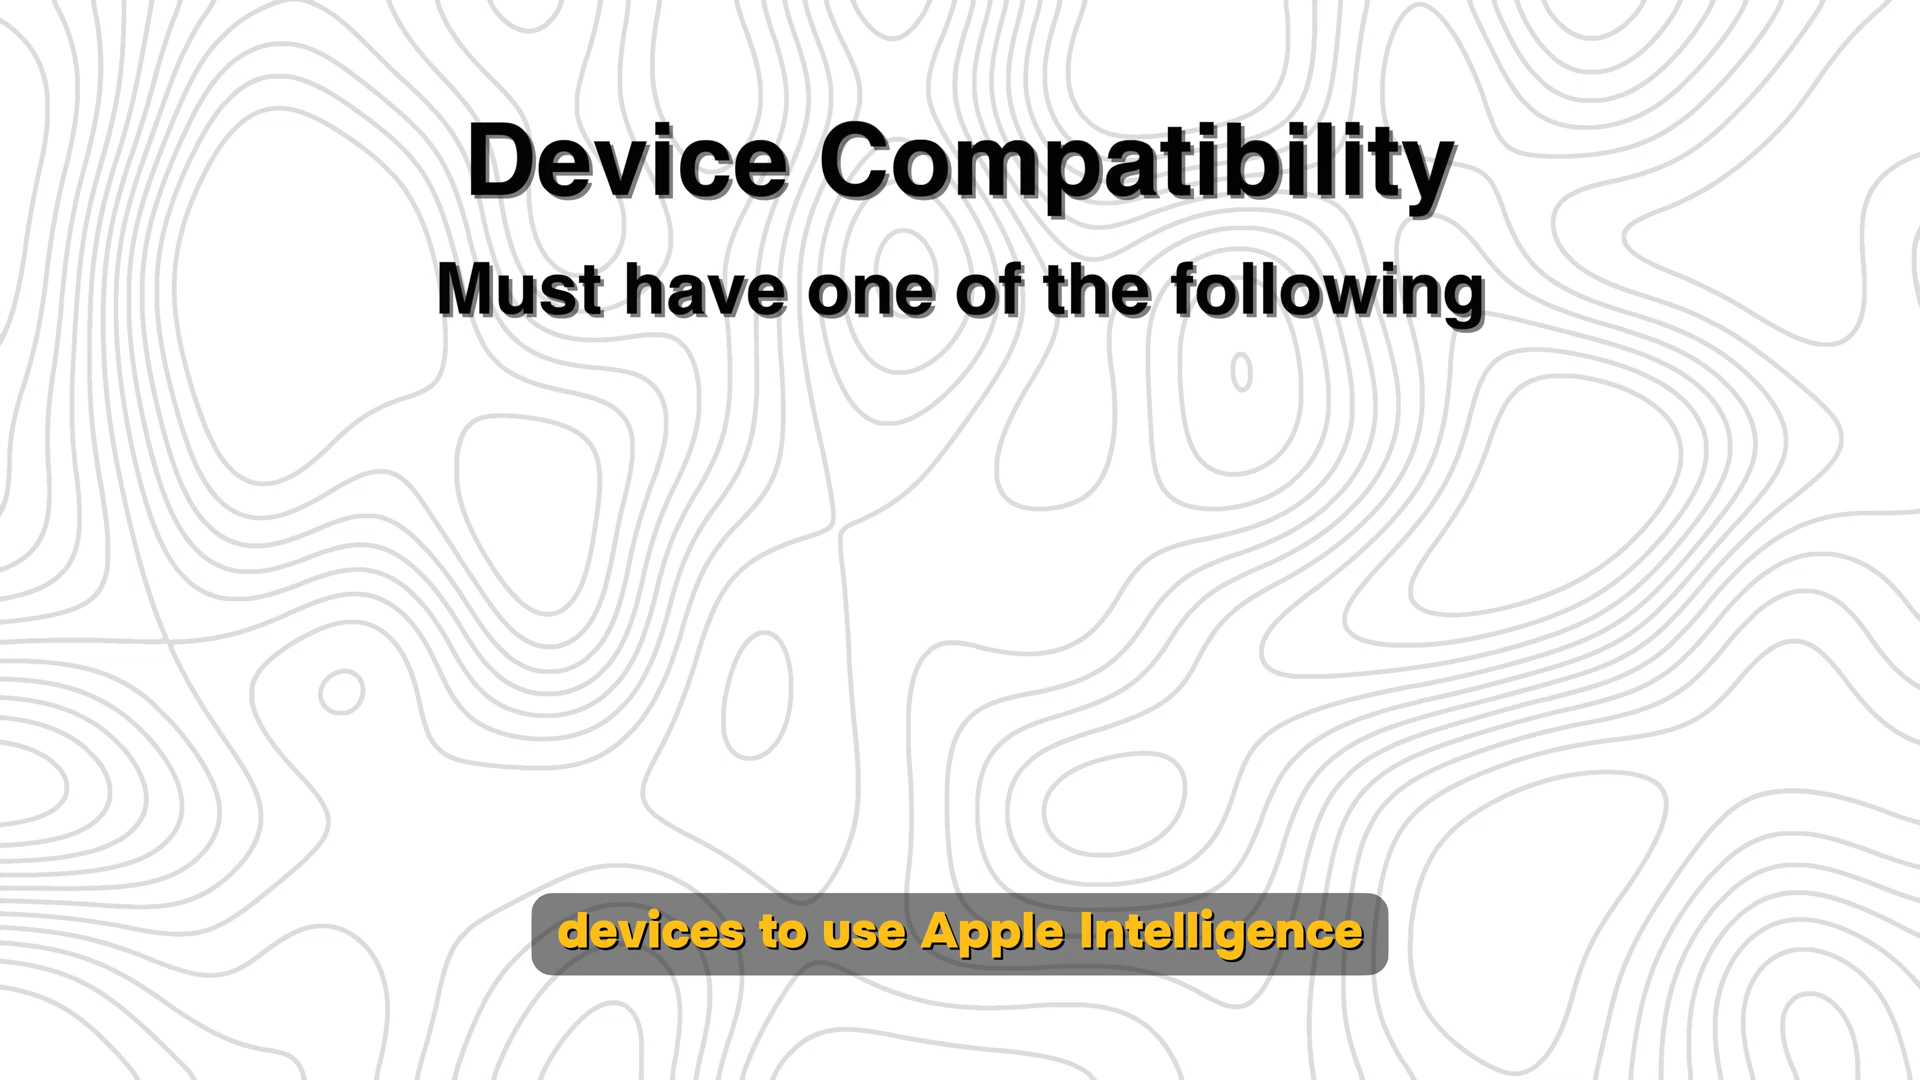 Device Compatibility
Must have one of the following
devices to use Apple Intelligence